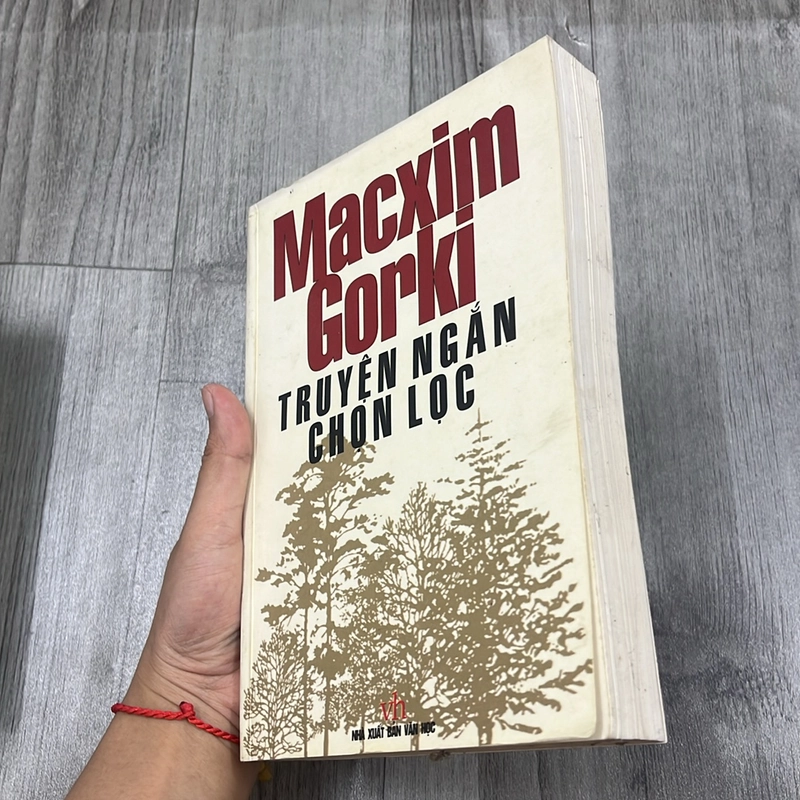 Macxim
Gorki
TRUYỆN NGẮN
CHỌN LỌC
vh
NHÀ XUẤT BẢN VĂN HỌC